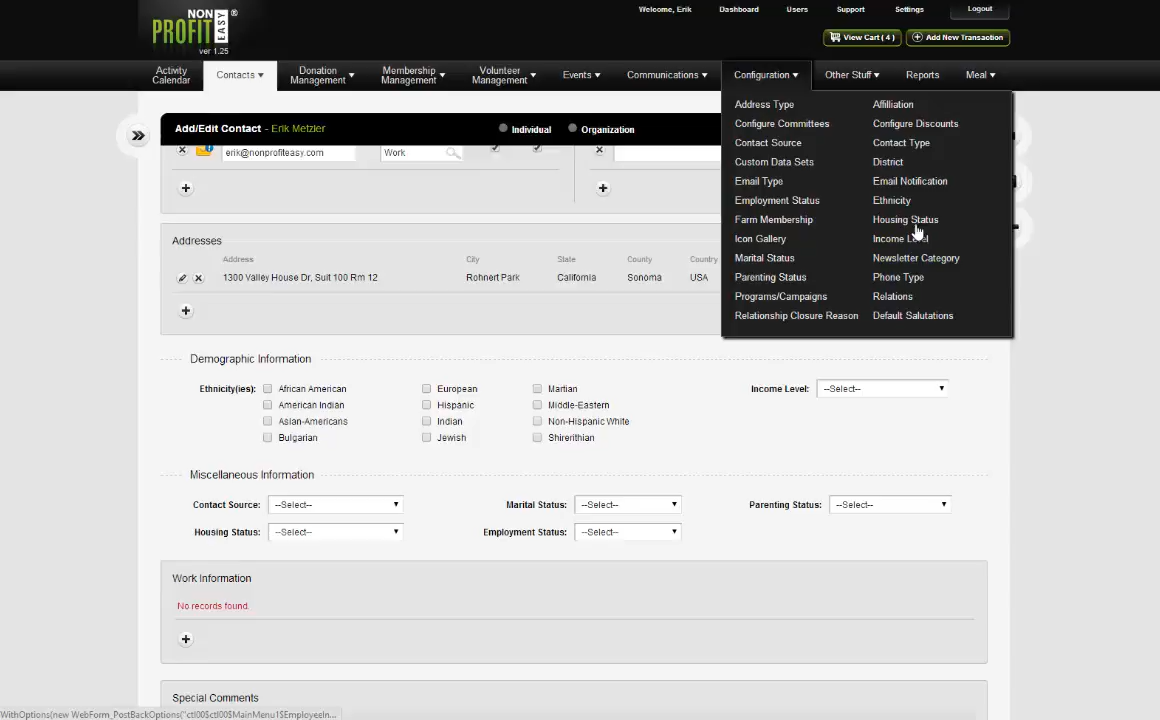 Welcome, Erik Dashboard Users Support Settings Logout
NON PROFIT EASY ®
ver 1.25
View Cart ( 4 ) Add New Transaction
Activity Calendar Contacts Donation Management Membership Management Volunteer Management Events Communications Configuration Other Stuff Reports Meal
Address Type Affilliation
Configure Committees Configure Discounts
Contact Source Contact Type
Custom Data Sets District
Email Type Email Notification
Employment Status Ethnicity
Farm Membership Housing Status
Icon Gallery Income Level
Marital Status Newsletter Category
Parenting Status Phone Type
Programs/Campaigns Relations
Relationship Closure Reason Default Salutations
Add/Edit Contact - Erik Metzler Individual Organization
erik@nonprofiteasy.com Work
Addresses
Address City State County Country
1300 Valley House Dr, Suit 100 Rm 12 Rohnert Park California Sonoma USA
Demographic Information
Ethnicity(ies): African American European Martian Income Level: --Select--
American Indian Hispanic Middle-Eastern
Asian-Americans Indian Non-Hispanic White
Bulgarian Jewish Shirerithian
Miscellaneous Information
Contact Source: --Select-- Marital Status: --Select-- Parenting Status: --Select--
Housing Status: --Select-- Employment Status: --Select--
Work Information
No records found.
Special Comments
WithOptions(new WebForm_PostBackOptions("ctl00$ctl00$MainMenu1$EmployeeIn...